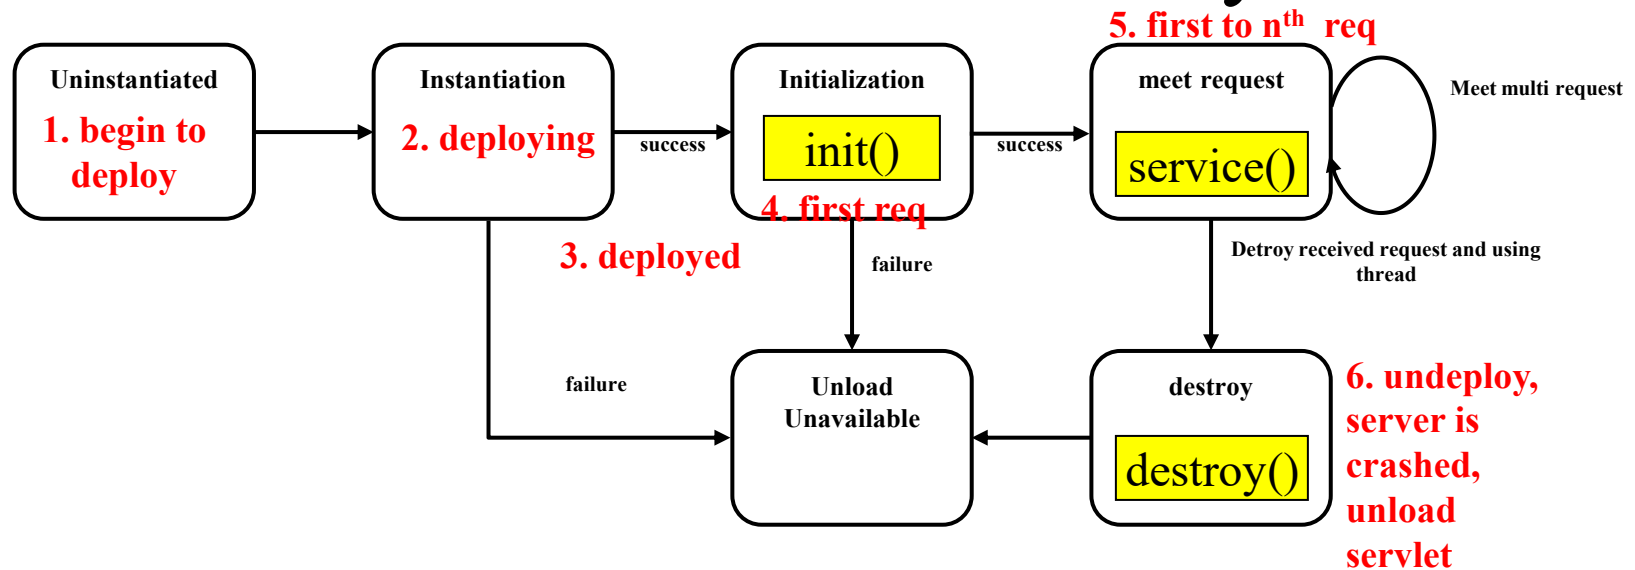 5. first to nth req
Uninstantiated
1. begin to
deploy
Instantiation
2. deploying
success
Initialization
init()
4. first req
success
meet request
service()
Meet multi request
3. deployed
failure
Detroy received request and using
thread
failure
Unload
Unavailable
destroy
destroy()
6. undeploy,
server is
crashed,
unload
servlet